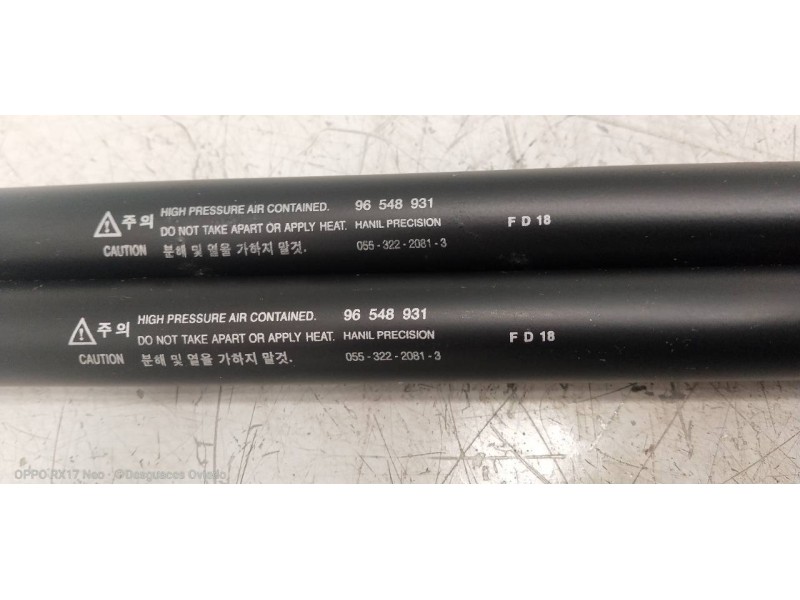 주의 HIGH PRESSURE AIR CONTAINED. 96 548 931
DO NOT TAKE APART OR APPLY HEAT. HANIL PRECISION F D 18
CAUTION 분해 및 열을 가하지 말것. 055-322-2081-3
주의 HIGH PRESSURE AIR CONTAINED. 96 548 931
DO NOT TAKE APART OR APPLY HEAT. HANIL PRECISION F D 18
CAUTION 분해 및 열을 가하지 말것. 055-322-2081-3
OPPO RX17 Neo · @Desguaces Oviedo